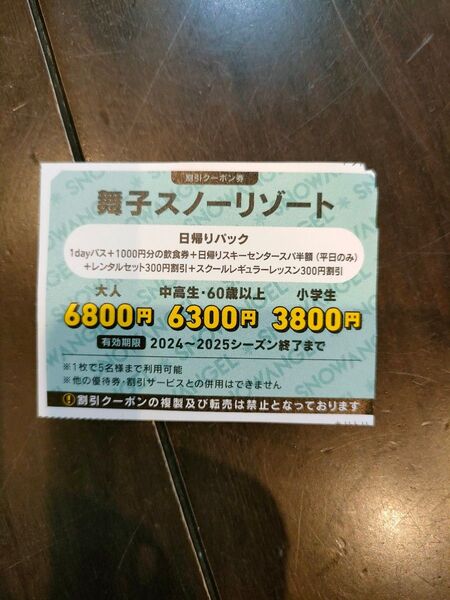 割引クーポン券
舞子スノーリゾート
日帰りパック
1dayパス+1000円分の飲食券+日帰りスキーセンタースパ半額(平日のみ)
+レンタルセット300円割引+スクールレギュラーレッスン300円割引
大人 中高生・60歳以上 小学生
6800円 6300円 3800円
有効期限 2024～2025シーズン終了まで
※1枚で5名様まで利用可能
※他の優待券・割引サービスとの併用はできません
! 割引クーポンの複製及び転売は禁止となっております
SNOWANGEL